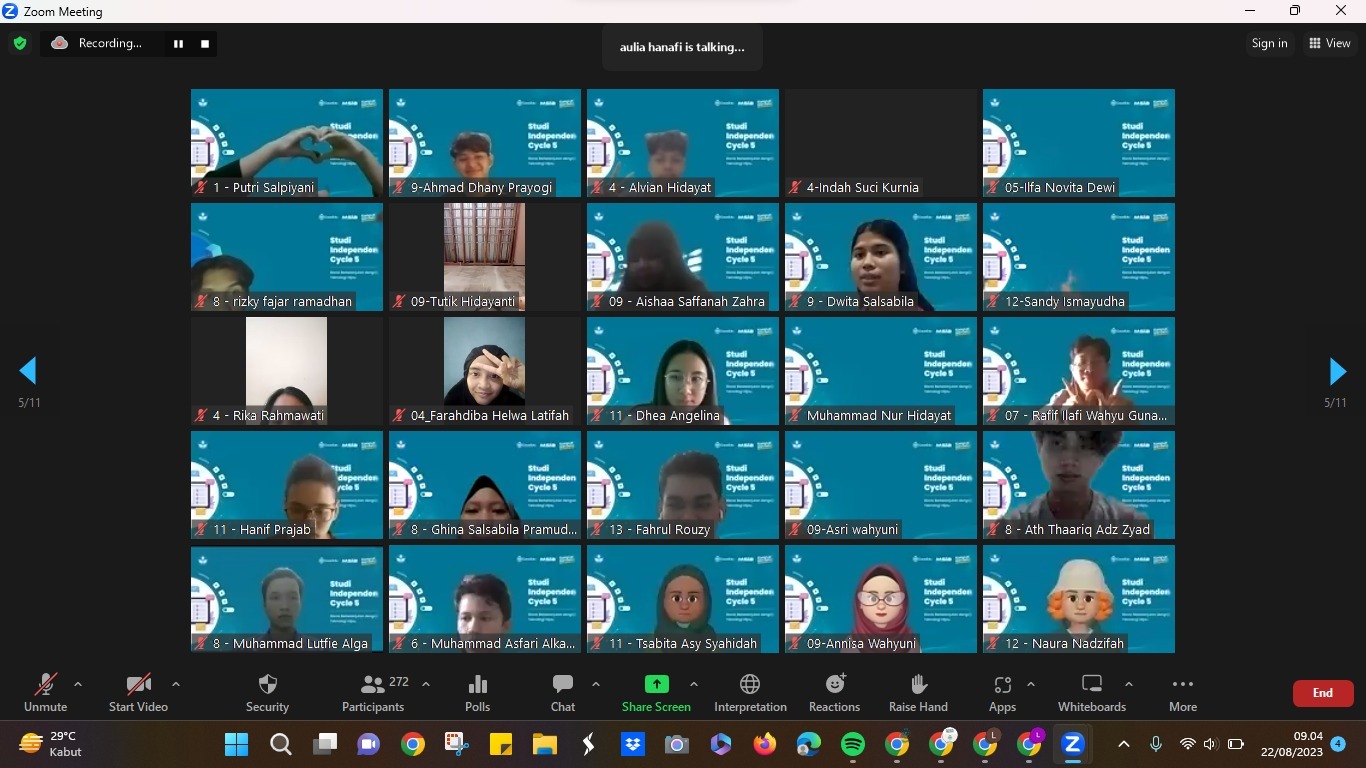 Zoom Meeting
Recording...
aulia hanafi is talking...
Sign in
View
Studi
Independen
Cycle 5
1 - Putri Salpiyani
9-Ahmad Dhany Prayogi
4 - Alvian Hidayat
4-Indah Suci Kurnia
05-Ilfa Novita Dewi
8 - rizky fajar ramadhan
09-Tutik Hidayanti
09 - Aishaa Saffanah Zahra
9 - Dwita Salsabila
12-Sandy Ismayudha
4 - Rika Rahmawati
04_Farahdiba Helwa Latifah
11 - Dhea Angelina
Muhammad Nur Hidayat
07 - Rafif Ilafi Wahyu Guna...
5/11
5/11
11 - Hanif Prajab
8 - Ghina Salsabila Pramud...
13 - Fahrul Rouzy
09-Asri wahyuni
8 - Ath Thaariq Adz Zyad
8 - Muhammad Lutfie Alga
6 - Muhammad Asfari Alka...
11 - Tsabita Asy Syahidah
09-Annisa Wahyuni
12 - Naura Nadzifah
Unmute
Start Video
Security
Participants 272
Polls
Chat
Share Screen
Interpretation
Reactions
Raise Hand
Apps
Whiteboards
More
End
29°C
Kabut
09.04
22/08/2023
4